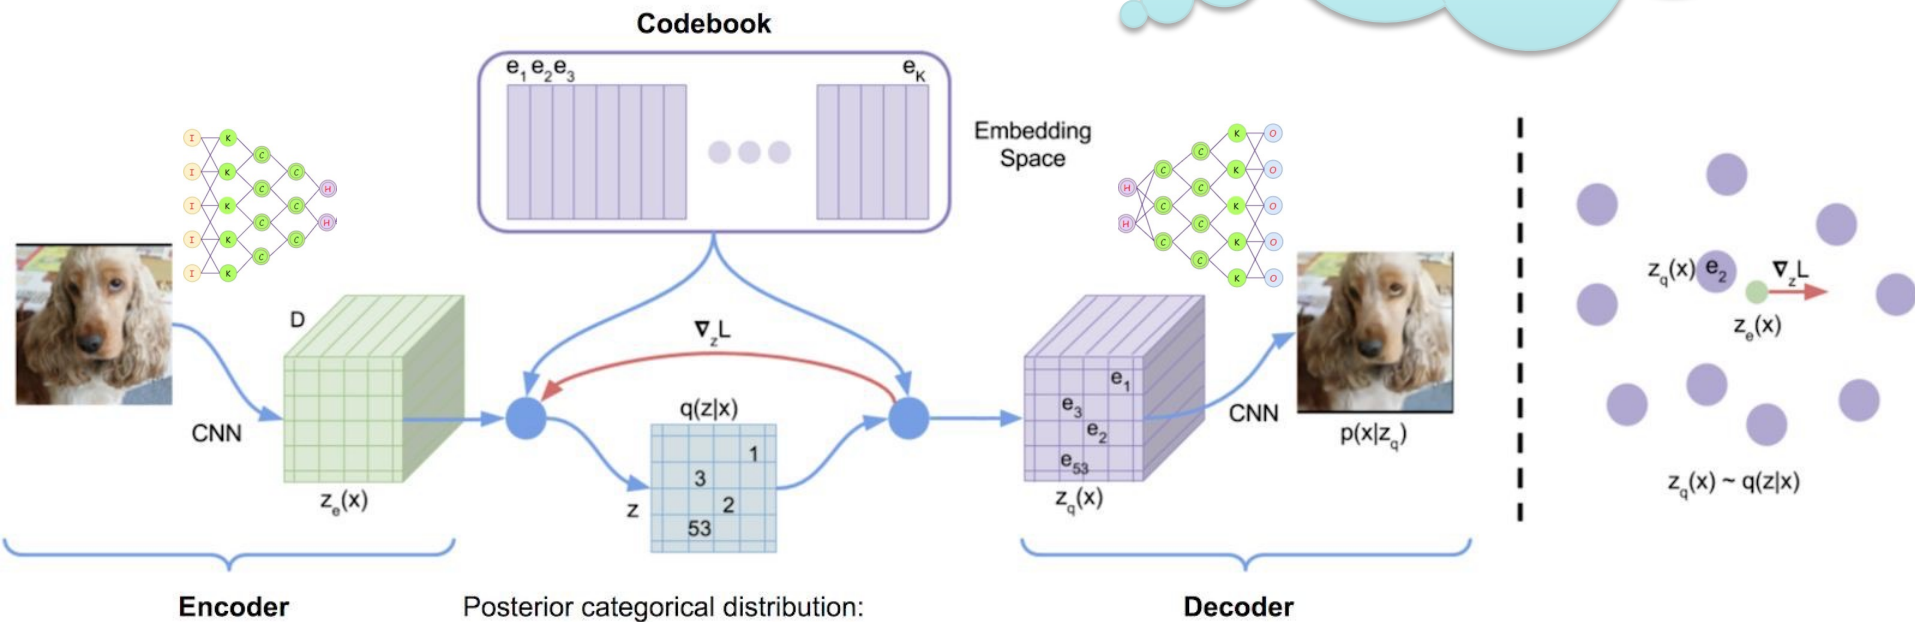 Codebook
e1 e2 e3
eK
Embedding
Space
I K C C H
I K C C H
I K C C
I K C
I K
H C C K O
H C C K O
C C K O
C K O
K O
D
∇zL
CNN
ze(x)
q(z|x)
z
1
3
2
53
e1
e3
e2
e53
zq(x)
CNN
p(x|zq)
zq(x) e2
∇zL
ze(x)
zq(x) ~ q(z|x)
Encoder
Posterior categorical distribution:
Decoder